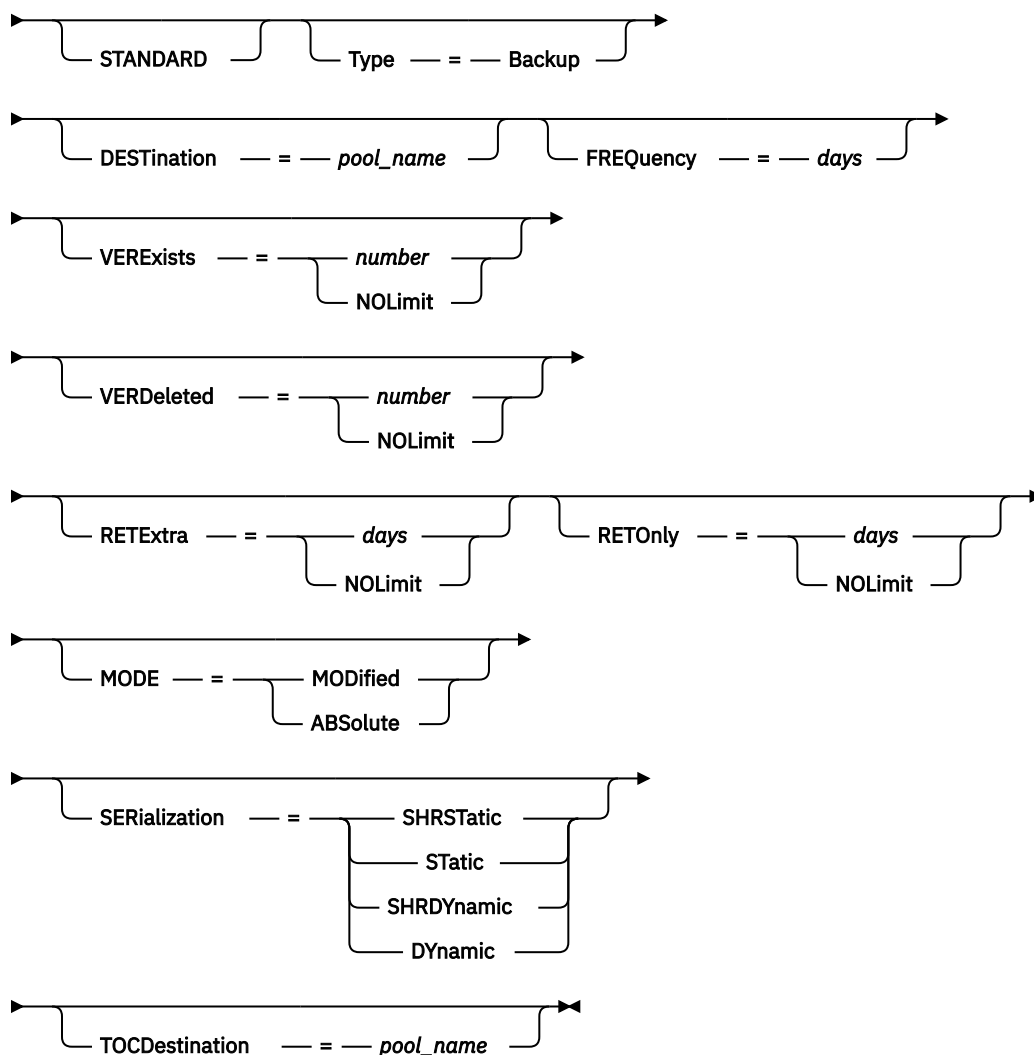 STANDARD Type = Backup
DESTination = pool_name FREQuency = days
VERExists = number
NOLimit
VERDeleted = number
NOLimit
RETExtra = days RETOnly = days
NOLimit NOLimit
MODE = MODified
ABSolute
SERialization = SHRSTatic
STatic
SHRDYnamic
DYnamic
TOCDestination = pool_name